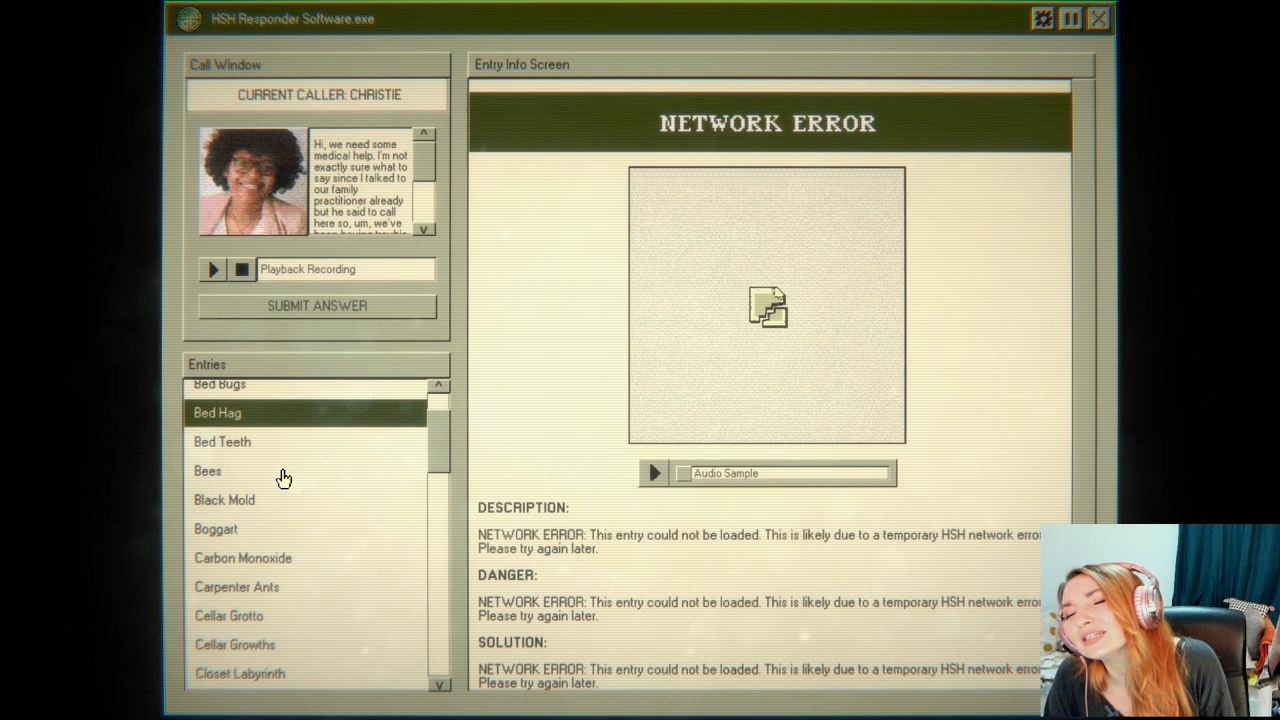 HSH Responder Software.exe
Call Window
CURRENT CALLER: CHRISTIE
Hi, we need some
medical help. I'm not
exactly sure what to
say since I talked to
our family
practitioner already
but he said to call
here so, um, we've
been having trouble
Playback Recording
SUBMIT ANSWER
Entries
Bed Bugs
Bed Hag
Bed Teeth
Bees
Black Mold
Boggart
Carbon Monoxide
Carpenter Ants
Cellar Grotto
Cellar Growths
Closet Labyrinth
Entry Info Screen
NETWORK ERROR
Audio Sample
DESCRIPTION:
NETWORK ERROR: This entry could not be loaded. This is likely due to a temporary HSH network error
Please try again later.
DANGER:
NETWORK ERROR: This entry could not be loaded. This is likely due to a temporary HSH network error
Please try again later.
SOLUTION:
NETWORK ERROR: This entry could not be loaded. This is likely due to a temporary HSH network error
Please try again later.